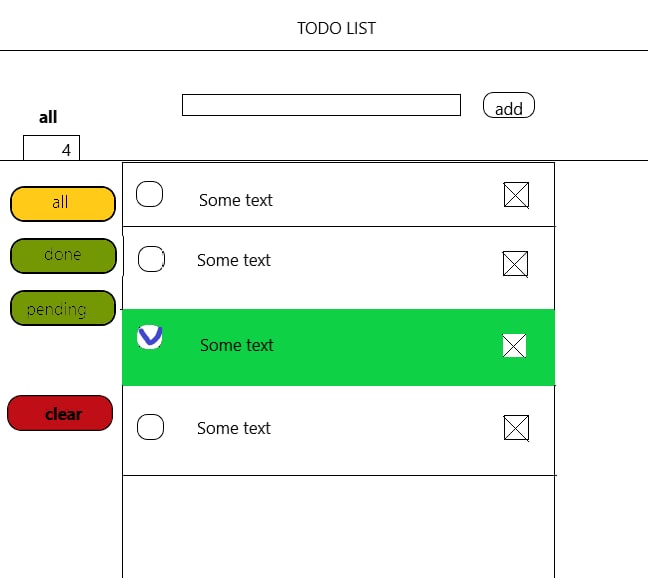 TODO LIST
all
add
4
all
Some text
done
Some text
pending
Some text
clear
Some text